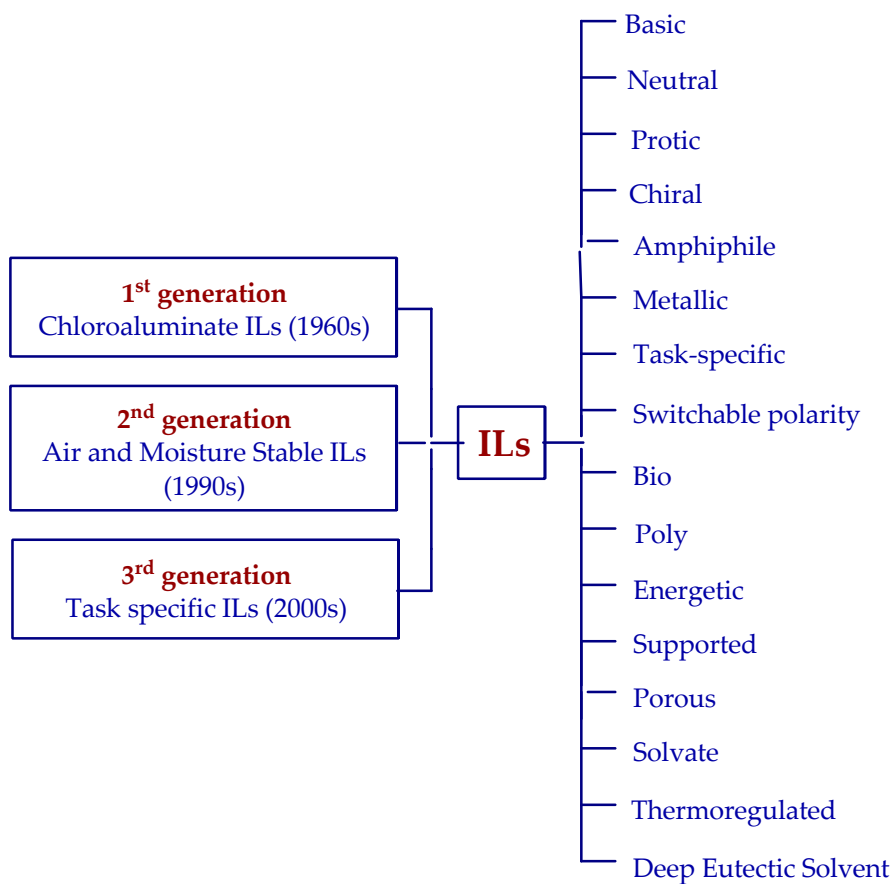 1st generation
Chloroaluminate ILs (1960s)
2nd generation
Air and Moisture Stable ILs
(1990s)
3rd generation
Task specific ILs (2000s)
ILs
Basic
Neutral
Protic
Chiral
Amphiphile
Metallic
Task-specific
Switchable polarity
Bio
Poly
Energetic
Supported
Porous
Solvate
Thermoregulated
Deep Eutectic Solvent